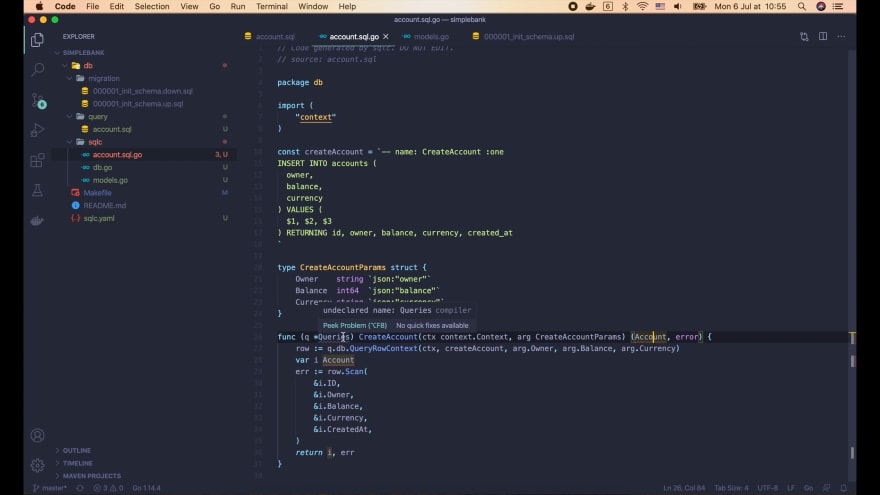 Code File Edit Selection View Go Run Terminal Window Help
Mon 6 Jul at 10:55
account.sql.go — simplebank
EXPLORER
account.sql
account.sql.go
models.go
000001_init_schema.up.sql
SIMPLEBANK
db
migration
000001_init_schema.down.sql
000001_init_schema.up.sql
query
account.sql U
sqlc
account.sql.go 3, U
db.go U
models.go U
Makefile M
README.md
sqlc.yaml U
OUTLINE
TIMELINE
MAVEN PROJECTS
// Code generated by sqlc. DO NOT EDIT.
// source: account.sql
package db
import (
"context"
)
const createAccount = `-- name: CreateAccount :one
INSERT INTO accounts (
owner,
balance,
currency
) VALUES (
$1, $2, $3
) RETURNING id, owner, balance, currency, created_at
`
type CreateAccountParams struct {
Owner string `json:"owner"`
Balance int64 `json:"balance"`
Currency string `json:"currency"`
undeclared name: Queries compiler
}
Peek Problem (⌥F8) No quick fixes available
func (q *Queries) CreateAccount(ctx context.Context, arg CreateAccountParams) (Account, error) {
row := q.db.QueryRowContext(ctx, createAccount, arg.Owner, arg.Balance, arg.Currency)
var i Account
err := row.Scan(
&i.ID,
&i.Owner,
&i.Balance,
&i.Currency,
&i.CreatedAt,
)
return i, err
}
master* 3 0 Go 1.14.4
Ln 26, Col 84 Tab Size: 4 UTF-8 LF Go